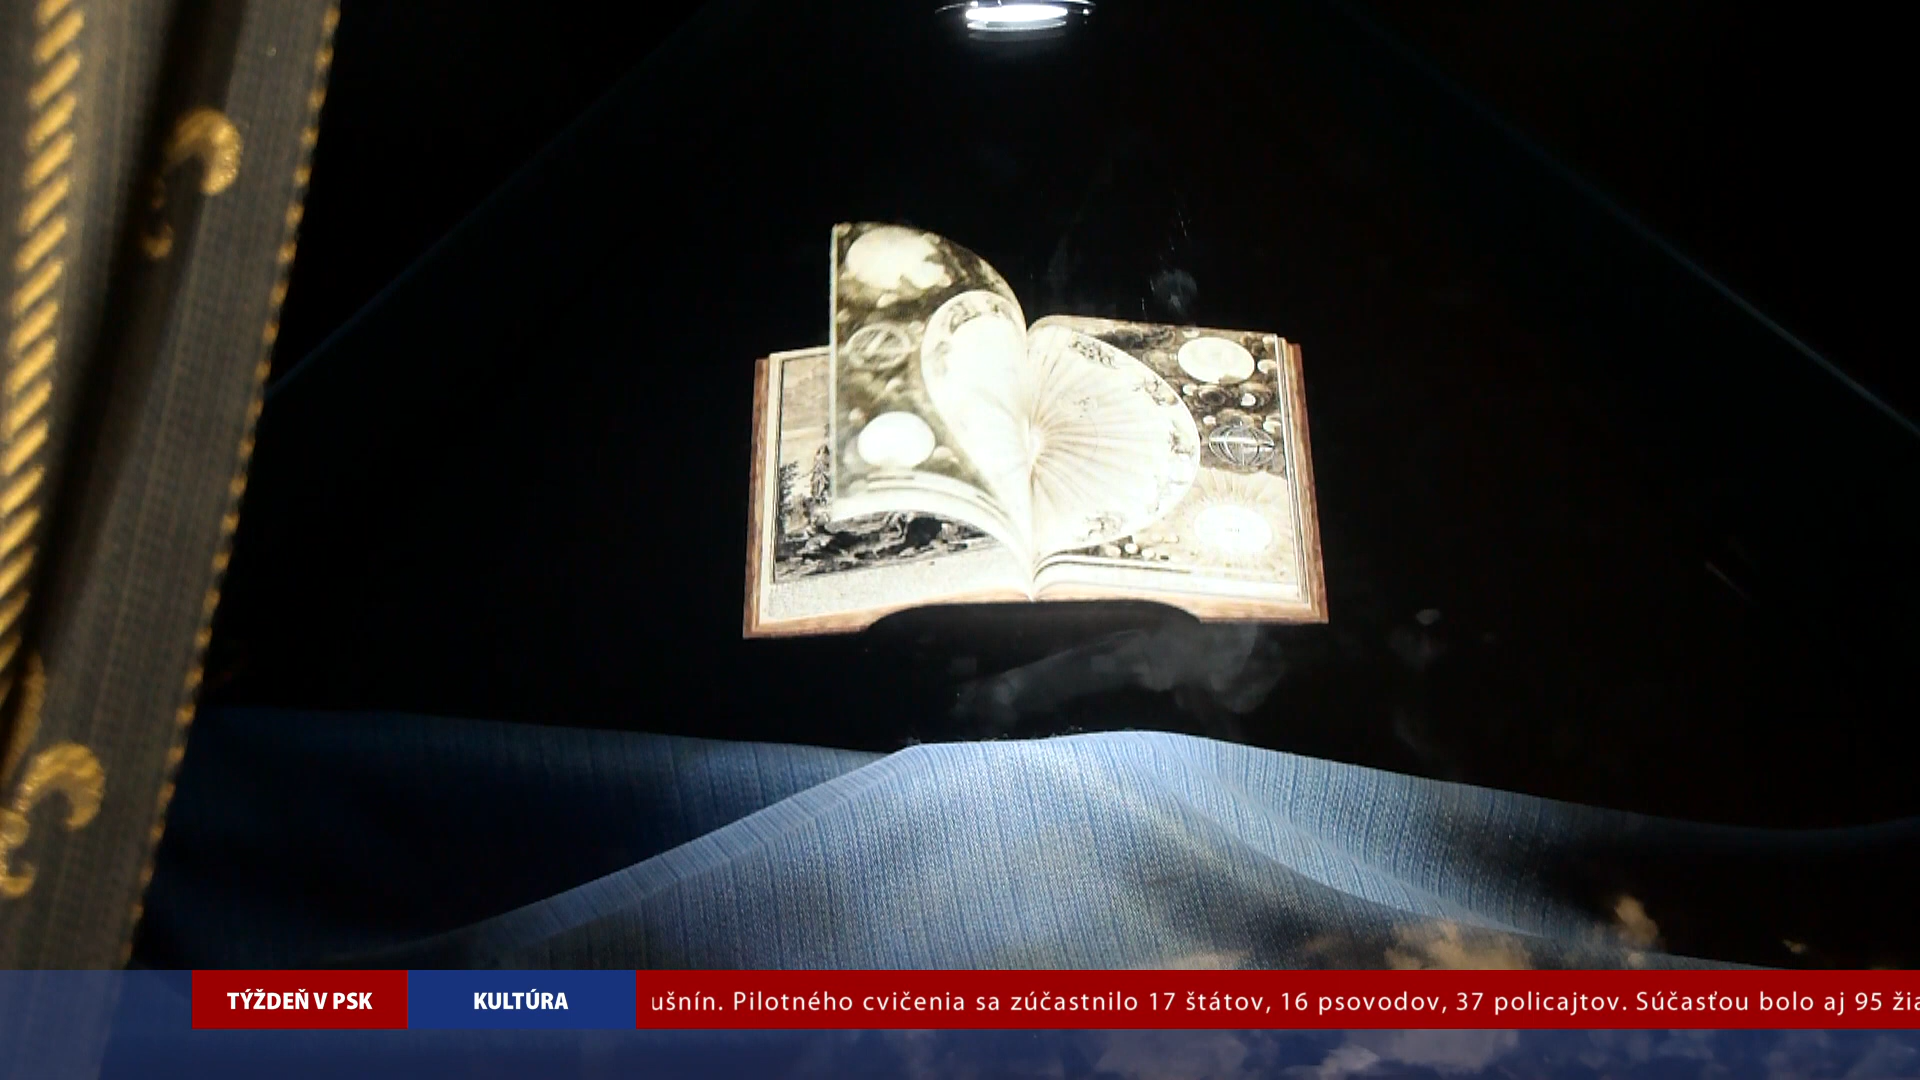 TÝŽDEŇ V PSK
KULTÚRA
ušnín. Pilotného cvičenia sa zúčastnilo 17 štátov, 16 psovodov, 37 policajtov. Súčasťou bolo aj 95 žia